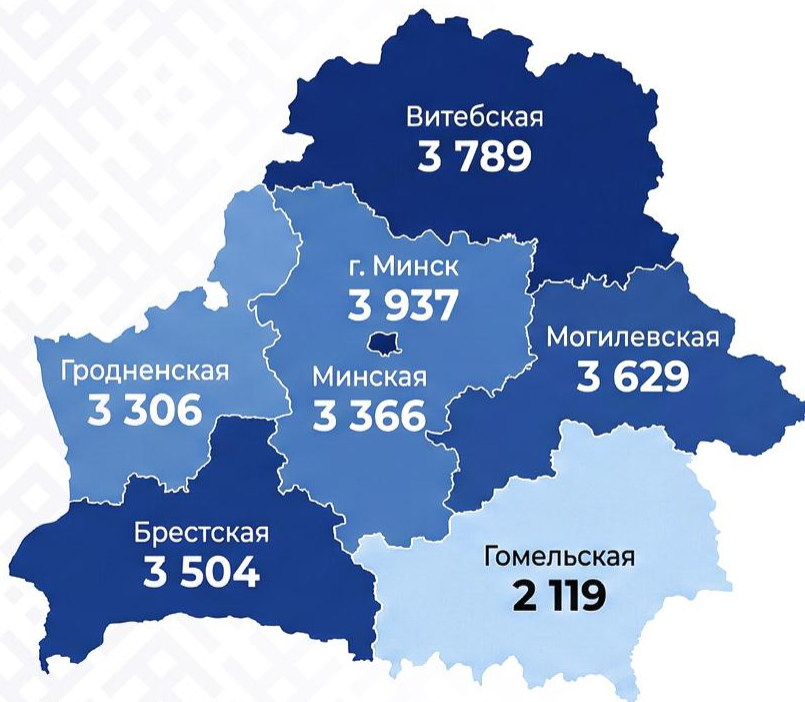 Витебская
3 789
г. Минск
3 937
Могилевская
3 629
Гродненская
3 306
Минская
3 366
Брестская
3 504
Гомельская
2 119